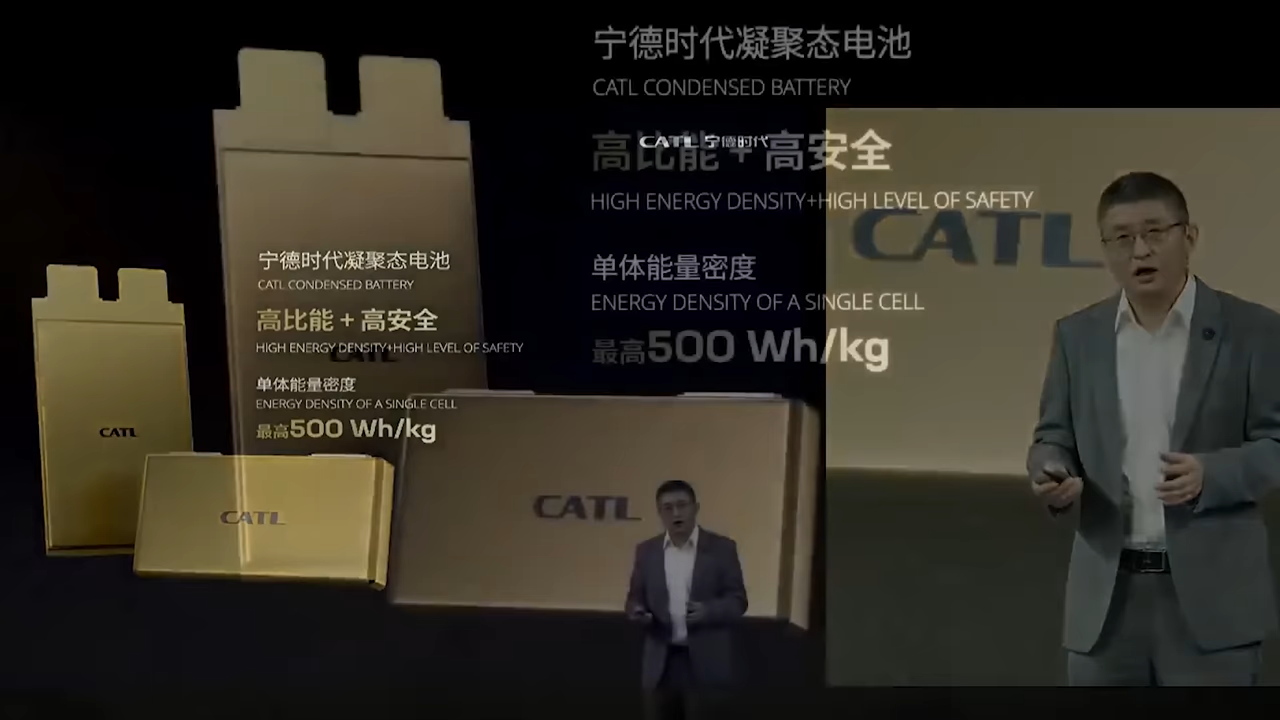 宁德时代凝聚态电池
CATL CONDENSED BATTERY
高比能+高安全
CATL 宁德时代
HIGH ENERGY DENSITY+HIGH LEVEL OF SAFETY
CATL
单体能量密度
ENERGY DENSITY OF A SINGLE CELL
最高500 Wh/kg
宁德时代凝聚态电池
CATL CONDENSED BATTERY
高比能+高安全
HIGH ENERGY DENSITY+HIGH LEVEL OF SAFETY
CATL
单体能量密度
ENERGY DENSITY OF A SINGLE CELL
最高500 Wh/kg
CATL
CATL
CATL